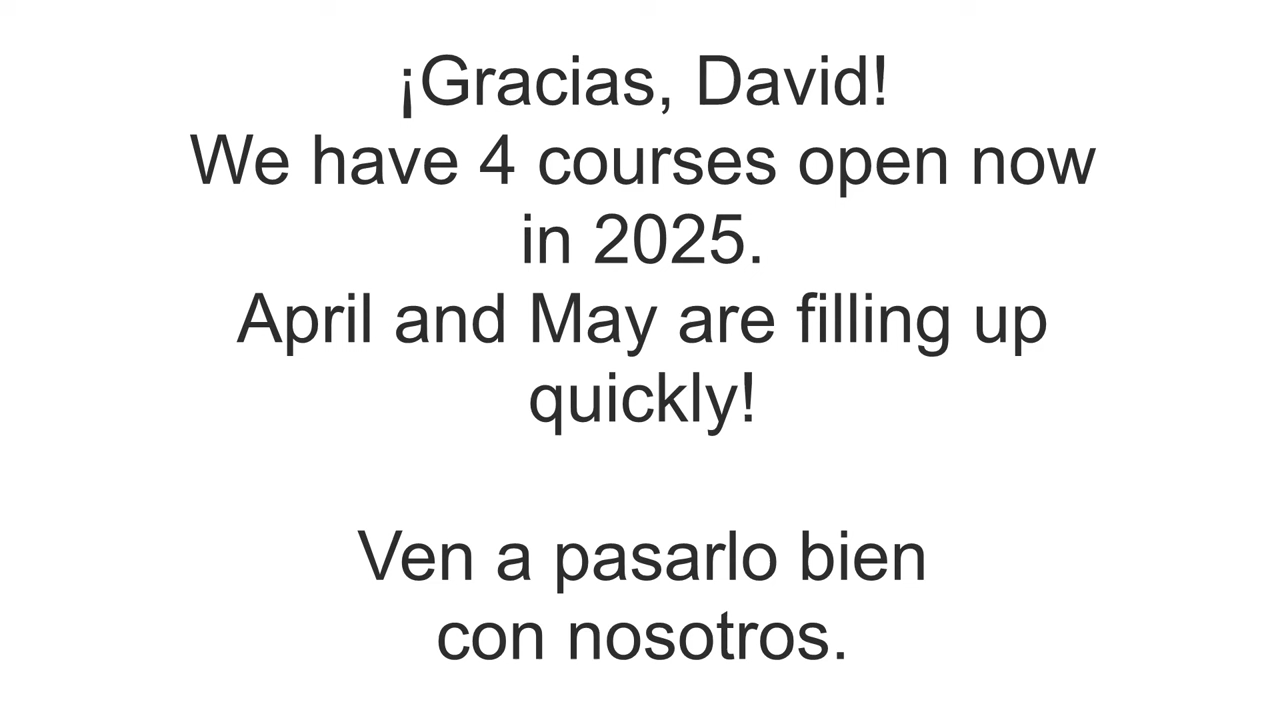 ¡Gracias, David!
We have 4 courses open now
in 2025.
April and May are filling up
quickly!
Ven a pasarlo bien
con nosotros.